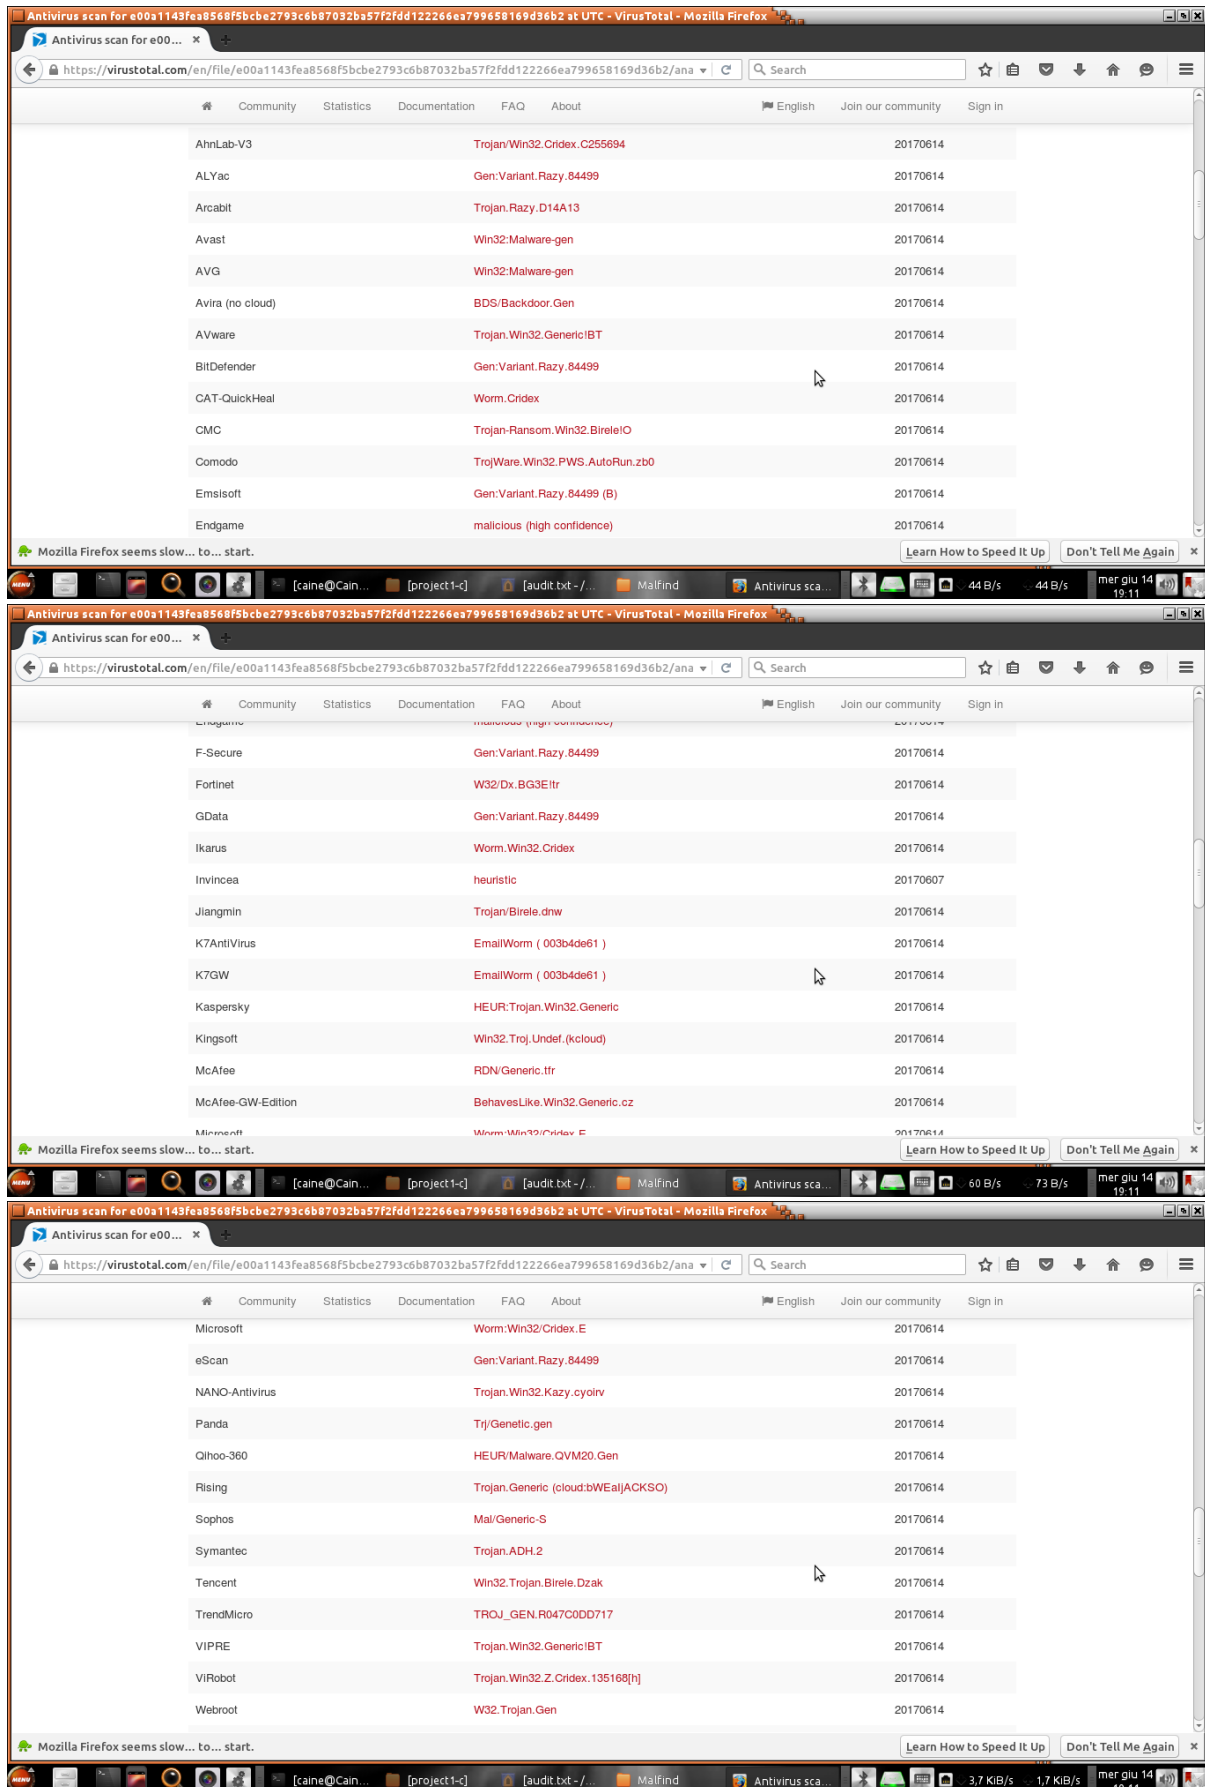 Antivirus scan for e00a1143fea8568f5bcbe2793c6b87032ba57f2fdd122266ea799658169d36b2 at UTC - VirusTotal - Mozilla Firefox
Antivirus scan for e00... ×
https://virustotal.com/en/file/e00a1143fea8568f5bcbe2793c6b87032ba57f2fdd122266ea799658169d36b2/ana Search
Community Statistics Documentation FAQ About English Join our community Sign in
AhnLab-V3 Trojan/Win32.Cridex.C255694 20170614
ALYac Gen:Variant.Razy.84499 20170614
Arcabit Trojan.Razy.D14A13 20170614
Avast Win32:Malware-gen 20170614
AVG Win32:Malware-gen 20170614
Avira (no cloud) BDS/Backdoor.Gen 20170614
AVware Trojan.Win32.Generic!BT 20170614
BitDefender Gen:Variant.Razy.84499 20170614
CAT-QuickHeal Worm.Cridex 20170614
CMC Trojan-Ransom.Win32.Birele!O 20170614
Comodo TrojWare.Win32.PWS.AutoRun.zb0 20170614
Emsisoft Gen:Variant.Razy.84499 (B) 20170614
Endgame malicious (high confidence) 20170614
Mozilla Firefox seems slow... to... start. Learn How to Speed It Up Don't Tell Me Again ×
MENU [caine@Cain... [project1-c] [audit.txt - /... Malfind Antivirus sca... 44 B/s 44 B/s mer giu 14
19:11
Antivirus scan for e00a1143fea8568f5bcbe2793c6b87032ba57f2fdd122266ea799658169d36b2 at UTC - VirusTotal - Mozilla Firefox
Antivirus scan for e00... ×
https://virustotal.com/en/file/e00a1143fea8568f5bcbe2793c6b87032ba57f2fdd122266ea799658169d36b2/ana Search
Community Statistics Documentation FAQ About English Join our community Sign in
Endgame malicious (high confidence) 20170614
F-Secure Gen:Variant.Razy.84499 20170614
Fortinet W32/Dx.BG3E!tr 20170614
GData Gen:Variant.Razy.84499 20170614
Ikarus Worm.Win32.Cridex 20170614
Invincea heuristic 20170607
Jiangmin Trojan/Birele.dnw 20170614
K7AntiVirus EmailWorm ( 003b4de61 ) 20170614
K7GW EmailWorm ( 003b4de61 ) 20170614
Kaspersky HEUR:Trojan.Win32.Generic 20170614
Kingsoft Win32.Troj.Undef.(kcloud) 20170614
McAfee RDN/Generic.tfr 20170614
McAfee-GW-Edition BehavesLike.Win32.Generic.cz 20170614
Microsoft Worm:Win32/Cridex.E 20170614
Mozilla Firefox seems slow... to... start. Learn How to Speed It Up Don't Tell Me Again ×
MENU [caine@Cain... [project1-c] [audit.txt - /... Malfind Antivirus sca... 60 B/s 73 B/s mer giu 14
19:11
Antivirus scan for e00a1143fea8568f5bcbe2793c6b87032ba57f2fdd122266ea799658169d36b2 at UTC - VirusTotal - Mozilla Firefox
Antivirus scan for e00... ×
https://virustotal.com/en/file/e00a1143fea8568f5bcbe2793c6b87032ba57f2fdd122266ea799658169d36b2/ana Search
Community Statistics Documentation FAQ About English Join our community Sign in
Microsoft Worm:Win32/Cridex.E 20170614
eScan Gen:Variant.Razy.84499 20170614
NANO-Antivirus Trojan.Win32.Kazy.cyoirv 20170614
Panda Trj/Genetic.gen 20170614
Qihoo-360 HEUR/Malware.QVM20.Gen 20170614
Rising Trojan.Generic (cloud:bWEaIjACKSO) 20170614
Sophos Mal/Generic-S 20170614
Symantec Trojan.ADH.2 20170614
Tencent Win32.Trojan.Birele.Dzak 20170614
TrendMicro TROJ_GEN.R047C0DD717 20170614
VIPRE Trojan.Win32.Generic!BT 20170614
ViRobot Trojan.Win32.Z.Cridex.135168[h] 20170614
Webroot W32.Trojan.Gen 20170614
Mozilla Firefox seems slow... to... start. Learn How to Speed It Up Don't Tell Me Again ×
MENU [caine@Cain... [project1-c] [audit.txt - /... Malfind Antivirus sca... 3,7 KiB/s 1,7 KiB/s mer giu 14